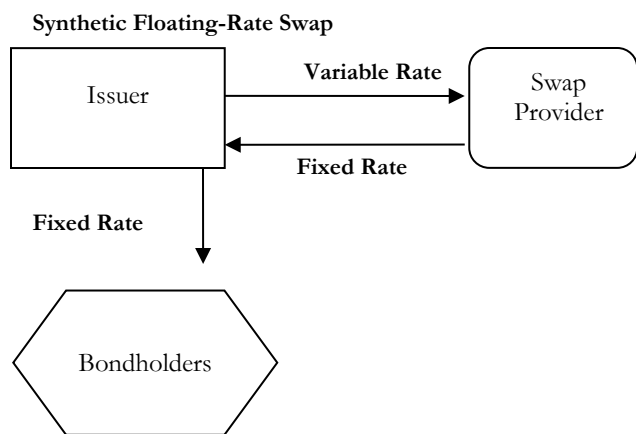 Synthetic Floating-Rate Swap
Issuer
Variable Rate
Swap
Provider
Fixed Rate
Fixed Rate
Bondholders